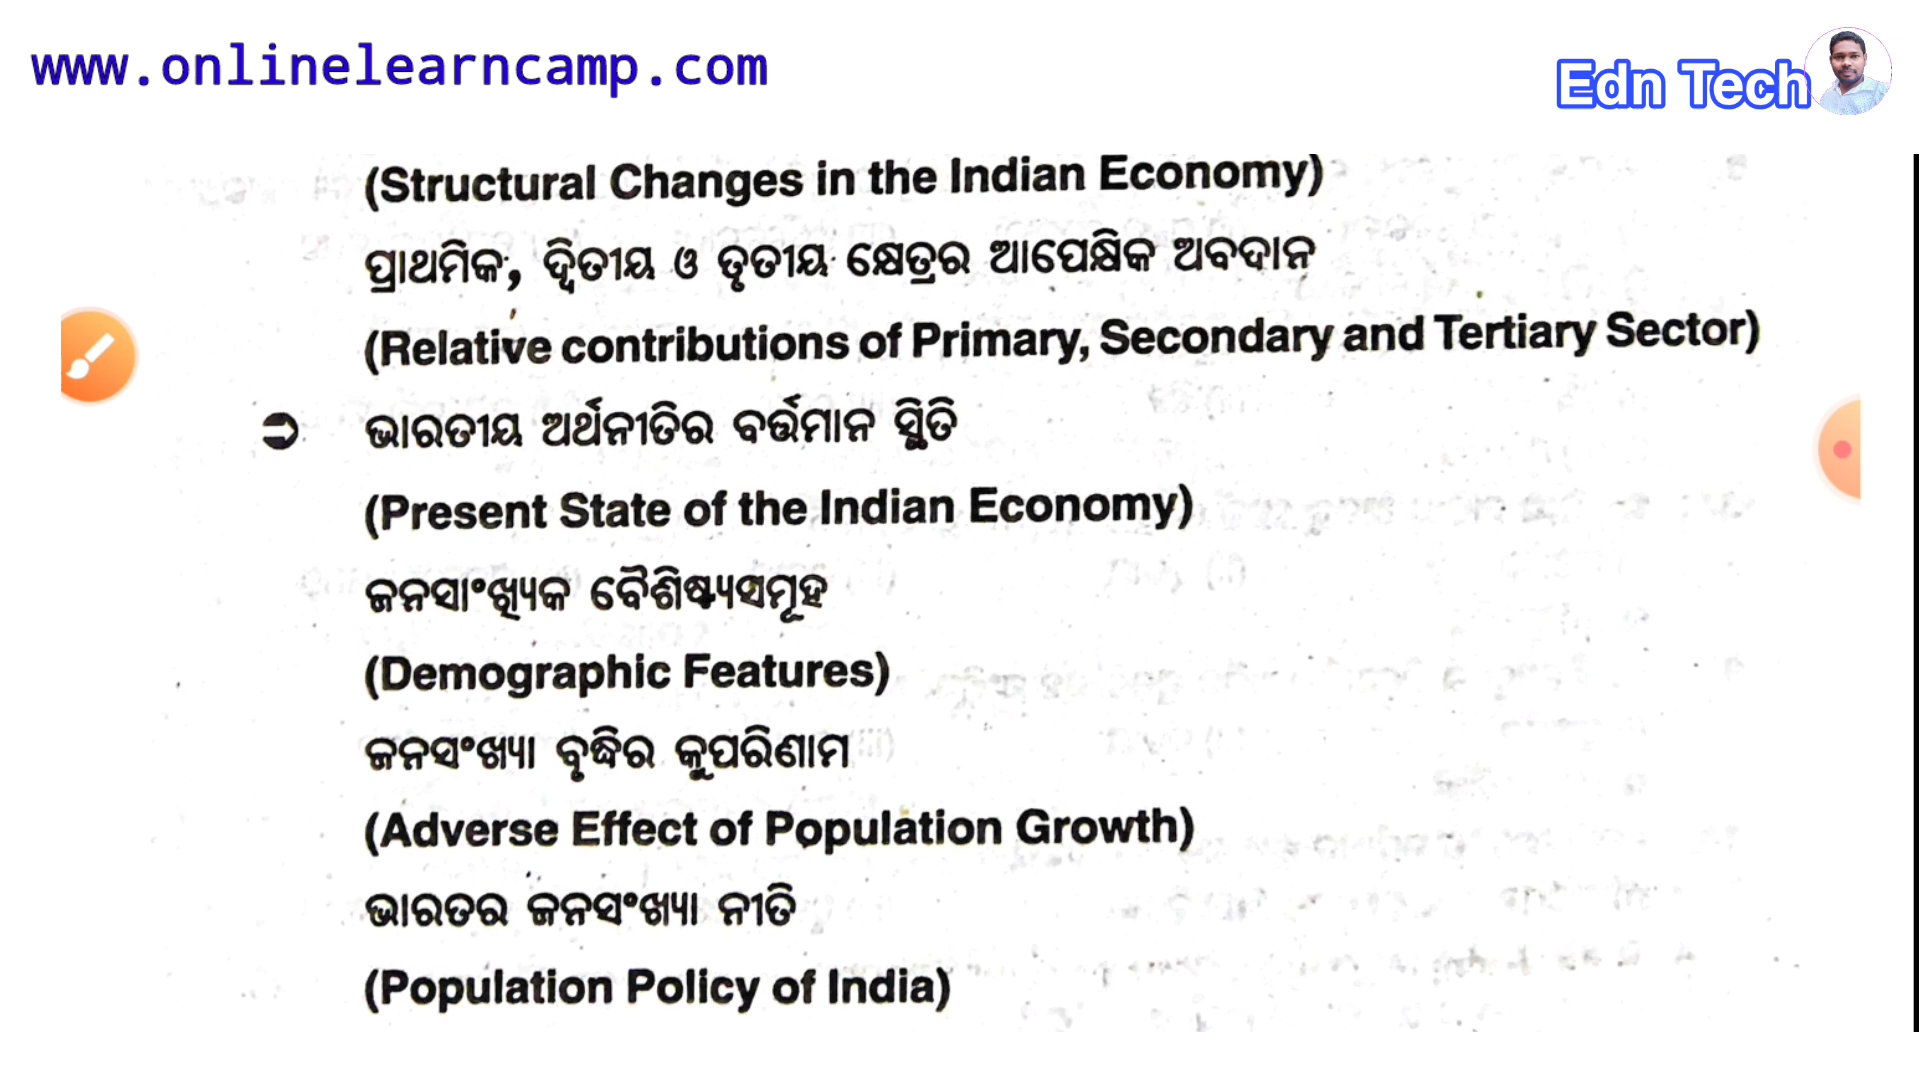 www.onlinelearncamp.com
Edn Tech
(Structural Changes in the Indian Economy)
ପ୍ରାଥମିକ, ଦ୍ୱିତୀୟ ଓ ତୃତୀୟ କ୍ଷେତ୍ରର ଆପେକ୍ଷିକ ଅବଦାନ
(Relative contributions of Primary, Secondary and Tertiary Sector)
ଭାରତୀୟ ଅର୍ଥନୀତିର ବର୍ତ୍ତମାନ ସ୍ଥିତି
(Present State of the Indian Economy)
ଜନସାଂଖ୍ୟିକ ବୈଶିଷ୍ଟ୍ୟସମୂହ
(Demographic Features)
ଜନସଂଖ୍ୟା ବୃଦ୍ଧିର କୁପରିଣାମ
(Adverse Effect of Population Growth)
ଭାରତର ଜନସଂଖ୍ୟା ନୀତି
(Population Policy of India)